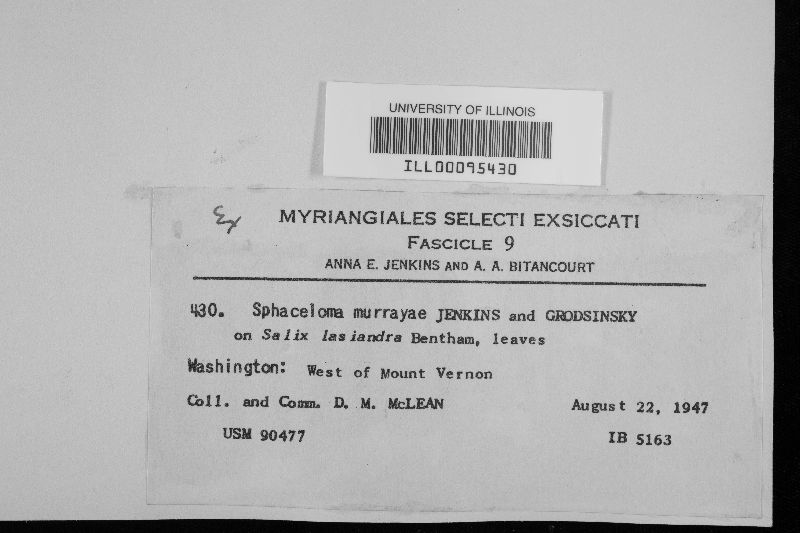 UNIVERSITY OF ILLINOIS
ILL00095430
Ex
MYRIANGIALES SELECTI EXSICCATI
FASCICLE 9
ANNA E. JENKINS AND A. A. BITANCOURT
430. Sphaceloma murrayae JENKINS and GRODSINSKY
on Salix lasiandra Bentham, leaves
Washington: West of Mount Vernon
Coll. and Comm. D. M. McLEAN August 22, 1947
USM 90477 IB 5163